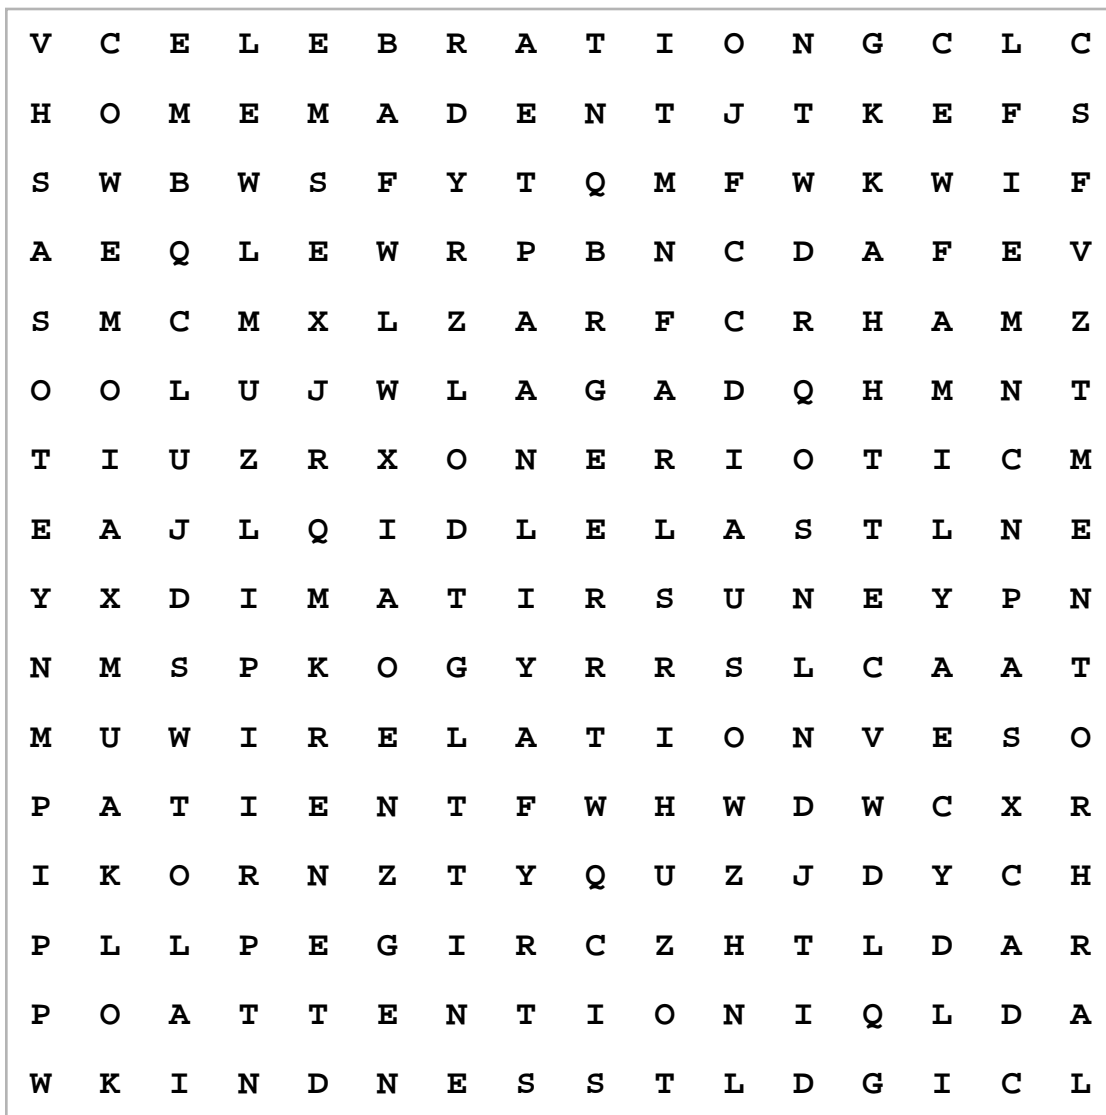 V C E L E B R A T I O N G C L C
H O M E M A D E N T J T K E F S
S W B W S F Y T Q M F W K W I F
A E Q L E W R P B N C D A F E V
S M C M X L Z A R F C R H A M Z
O O L U J W L A G A D Q H M N T
T I U Z R X O N E R I O T I C M
E A J L Q I D L E L A S T L N E
Y X D I M A T I R S U N E Y P N
N M S P K O G Y R R S L C A A T
M U W I R E L A T I O N V E S O
P A T I E N T F W H W D W C X R
I K O R N Z T Y Q U Z J D Y C H
P L L P E G I R C Z H T L D A R
P O A T T E N T I O N I Q L D A
W K I N D N E S S T L D G I C L